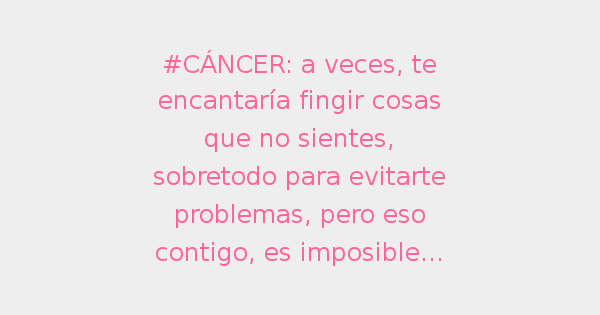 #CÁNCER: a veces, te
encantaría fingir cosas
que no sientes,
sobretodo para evitarte
problemas, pero eso
contigo, es imposible...